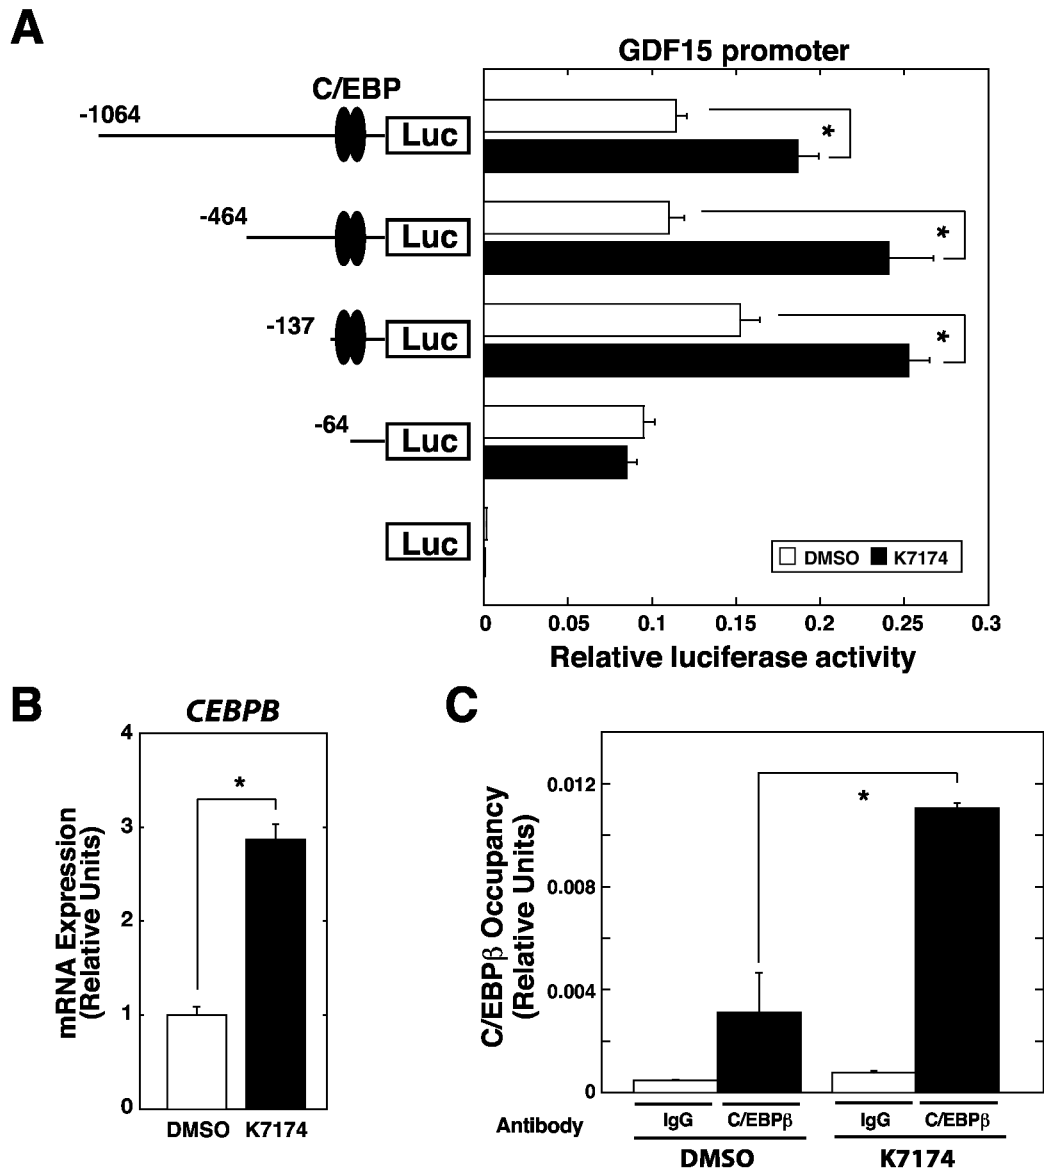 A
GDF15 promoter
C/EBP
-1064
Luc
*
-464
Luc
*
-137
Luc
*
-64
Luc
Luc
DMSO K7174
0 0.05 0.1 0.15 0.2 0.25 0.3
Relative luciferase activity
B
CEBPB
mRNA Expression
(Relative Units)
4
3
2
1
0
*
DMSO K7174
C
C/EBPβ Occupancy
(Relative Units)
0.012
0.008
0.004
0
*
Antibody IgG C/EBPβ IgG C/EBPβ
DMSO K7174